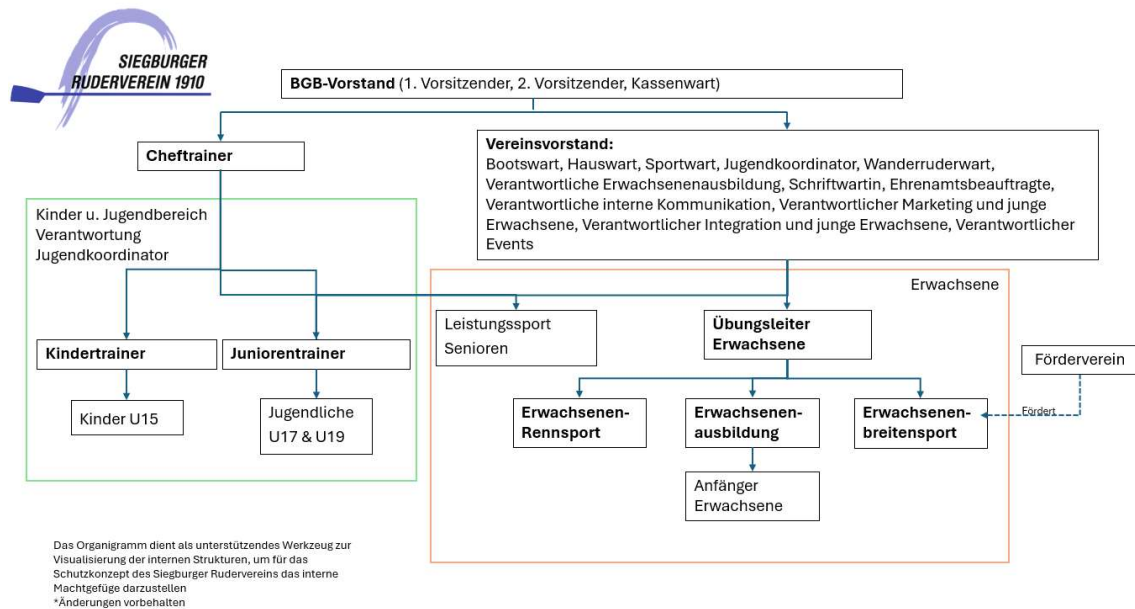 SIEGBURGER
RUDERVEREIN 1910
BGB-Vorstand (1. Vorsitzender, 2. Vorsitzender, Kassenwart)
Cheftrainer
Vereinsvorstand:
Bootswart, Hauswart, Sportwart, Jugendkoordinator, Wanderruderwart,
Verantwortliche Erwachsenenausbildung, Schriftwartin, Ehrenamtsbeauftragte,
Verantwortliche interne Kommunikation, Verantwortlicher Marketing und junge
Erwachsene, Verantwortlicher Integration und junge Erwachsene, Verantwortlicher
Events
Kinder u. Jugendbereich
Verantwortung
Jugendkoordinator
Erwachsene
Leistungssport
Senioren
Übungsleiter
Erwachsene
Kindertrainer
Juniorentrainer
Förderverein
Kinder U15
Jugendliche
U17 & U19
Erwachsenen-
Rennsport
Erwachsenen-
ausbildung
Erwachsenen-
breitensport
Fördert
Anfänger
Erwachsene
Das Organigramm dient als unterstützendes Werkzeug zur
Visualisierung der internen Strukturen, um für das
Schutzkonzept des Siegburger Rudervereins das interne
Machtgefüge darzustellen
*Änderungen vorbehalten